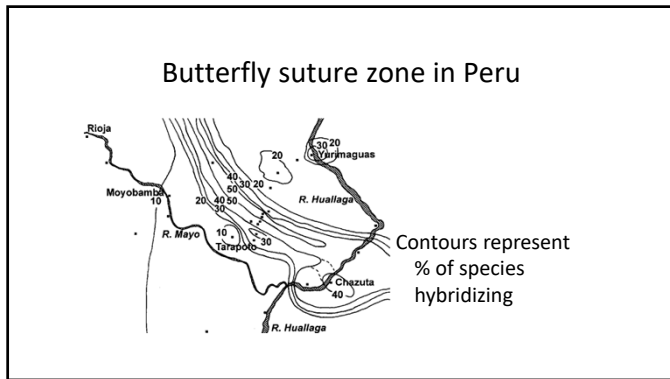 Butterfly suture zone in Peru
Rioja
30 20
Yurimaguas
20
40
30 20
50
Moyobamba
10
20
40 50
30
R. Huallaga
10
R. Mayo
30
Tarapoto
Contours represent
% of species
hybridizing
Chazuta
40
R. Huallaga